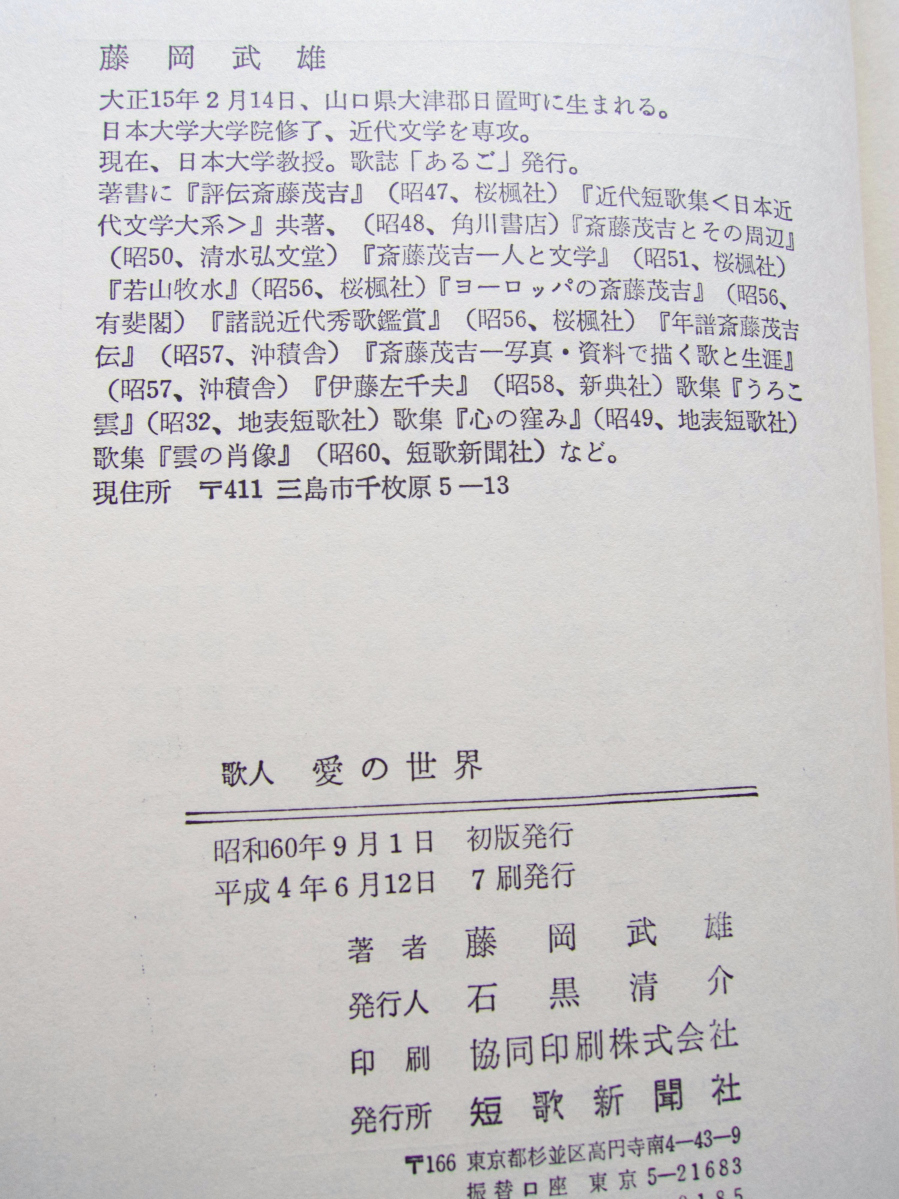 藤岡武雄
大正15年2月14日、山口県大津郡日置町に生まれる。
日本大学大学院修了、近代文学を専攻。
現在、日本大学教授。歌誌「あるご」発行。
著書に『評伝斎藤茂吉』（昭47、桜楓社）『近代短歌集＜日本近
代文学大系＞』共著、（昭48、角川書店）『斎藤茂吉とその周辺』
（昭50、清水弘文堂）『斎藤茂吉―人と文学』（昭51、桜楓社）
『若山牧水』（昭56、桜楓社）『ヨーロッパの斎藤茂吉』（昭56、
有斐閣）『諸説近代秀歌鑑賞』（昭56、桜楓社）『年譜斎藤茂吉
伝』（昭57、沖積舎）『斎藤茂吉―写真・資料で描く歌と生涯』
（昭57、沖積舎）『伊藤左千夫』（昭58、新典社）歌集『うろこ
雲』（昭32、地表短歌社）歌集『心の窪み』（昭49、地表短歌社）
歌集『雲の肖像』（昭60、短歌新聞社）など。
現住所　〒411 三島市千枚原5―13
歌人　愛の世界
昭和60年9月1日　初版発行
平成4年6月12日　7刷発行
著者　藤岡武雄
発行人　石黒清介
印刷　協同印刷株式会社
発行所　短歌新聞社
〒166 東京都杉並区高円寺南4―43―9
振替口座　東京5―21683